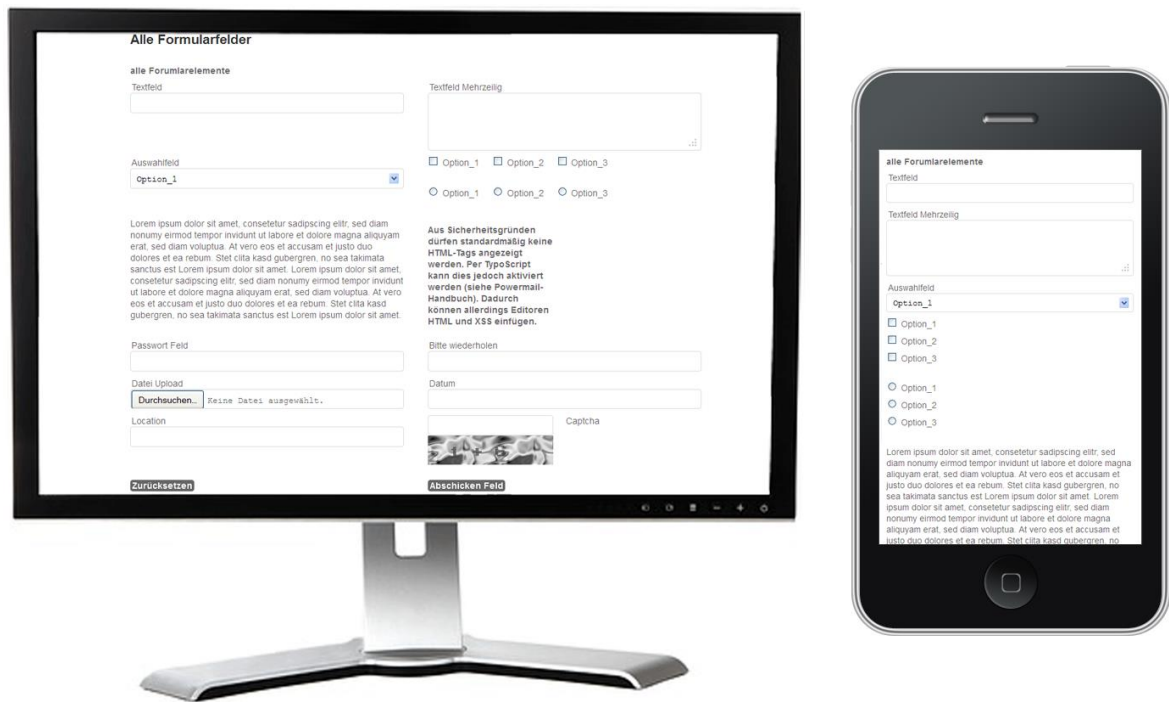 Alle Formularfelder
alle Forumlarelemente
Textfeld
Textfeld Mehrzeilig
Auswahlfeld
Option_1
Option_1 Option_2 Option_3
Option_1 Option_2 Option_3
Lorem ipsum dolor sit amet, consetetur sadipscing elitr, sed diam
nonumy eirmod tempor invidunt ut labore et dolore magna aliquyam
erat, sed diam voluptua. At vero eos et accusam et justo duo
dolores et ea rebum. Stet clita kasd gubergren, no sea takimata
sanctus est Lorem ipsum dolor sit amet. Lorem ipsum dolor sit amet,
consetetur sadipscing elitr, sed diam nonumy eirmod tempor invidunt
ut labore et dolore magna aliquyam erat, sed diam voluptua. At vero
eos et accusam et justo duo dolores et ea rebum. Stet clita kasd
gubergren, no sea takimata sanctus est Lorem ipsum dolor sit amet.
Aus Sicherheitsgründen
dürfen standardmäßig keine
HTML-Tags angezeigt
werden. Per TypoScript
kann dies jedoch aktiviert
werden (siehe Powermail-
Handbuch). Dadurch
können allerdings Editoren
HTML und XSS einfügen.
Passwort Feld
Bitte wiederholen
Datei Upload
Durchsuchen… Keine Datei ausgewählt.
Datum
Location
Captcha
Zurücksetzen
Abschicken Feld
alle Forumlarelemente
Textfeld
Textfeld Mehrzeilig
Auswahlfeld
Option_1
Option_1
Option_2
Option_3
Option_1
Option_2
Option_3
Lorem ipsum dolor sit amet, consetetur sadipscing elitr, sed
diam nonumy eirmod tempor invidunt ut labore et dolore magna
aliquyam erat, sed diam voluptua. At vero eos et accusam et
justo duo dolores et ea rebum. Stet clita kasd gubergren, no
sea takimata sanctus est Lorem ipsum dolor sit amet. Lorem
ipsum dolor sit amet, consetetur sadipscing elitr, sed diam
nonumy eirmod tempor invidunt ut labore et dolore magna
aliquyam erat, sed diam voluptua. At vero eos et accusam et
justo duo dolores et ea rebum. Stet clita kasd gubergren, no